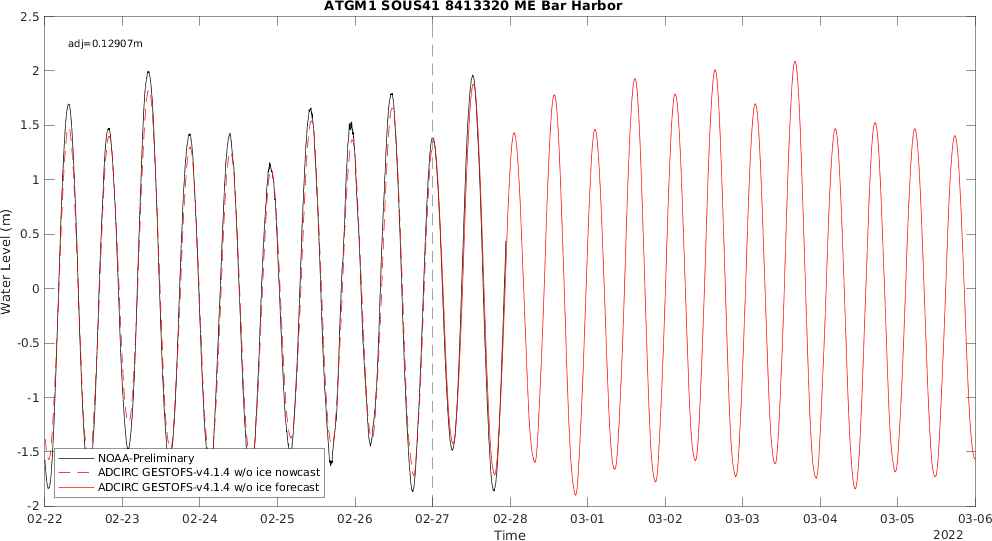 ATGM1 SOUS41 8413320 ME Bar Harbor
adj=0.12907m
Water Level (m)
2.5
2
1.5
1
0.5
0
-0.5
-1
-1.5
-2
NOAA-Preliminary
ADCIRC GESTOFS-v4.1.4 w/o ice nowcast
ADCIRC GESTOFS-v4.1.4 w/o ice forecast
02-22 02-23 02-24 02-25 02-26 02-27 02-28 03-01 03-02 03-03 03-04 03-05 03-06
Time
2022